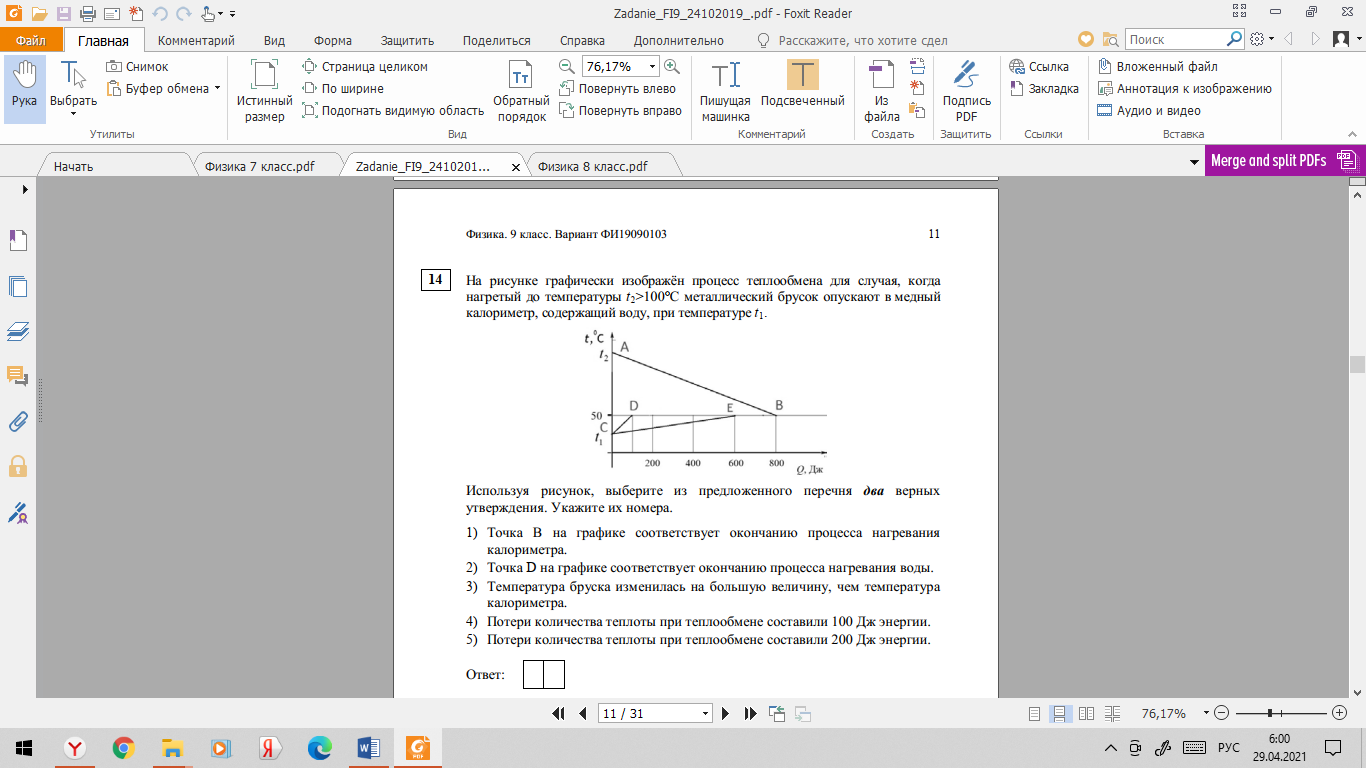 Zadanie_FI9_24102019_.pdf - Foxit Reader
Файл Главная Комментарий Вид Форма Защитить Поделиться Справка Дополнительно Расскажите, что хотите сдел Поиск
Рука
Выбрать
Снимок
Буфер обмена
Утилиты
Истинный размер
Страница целиком
По ширине
Подогнать видимую область
Обратный порядок
76,17%
Повернуть влево
Повернуть вправо
Вид
Пишущая машинка
Подсвеченный
Комментарий
Из файла
Создать
Подпись PDF
Защитить
Ссылка
Закладка
Ссылки
Вложенный файл
Аннотация к изображению
Аудио и видео
Вставка
Начать Физика 7 класс.pdf Zadanie_FI9_2410201... Физика 8 класс.pdf Merge and split PDFs
Физика. 9 класс. Вариант ФИ19090103 11
14 На рисунке графически изображён процесс теплообмена для случая, когда
нагретый до температуры t2>100°C металлический брусок опускают в медный
калориметр, содержащий воду, при температуре t1.
t,°C
t2 A
50 D E B
C
t1
200 400 600 800 Q, Дж
Используя рисунок, выберите из предложенного перечня два верных
утверждения. Укажите их номера.
1) Точка B на графике соответствует окончанию процесса нагревания
калориметра.
2) Точка D на графике соответствует окончанию процесса нагревания воды.
3) Температура бруска изменилась на большую величину, чем температура
калориметра.
4) Потери количества теплоты при теплообмене составили 100 Дж энергии.
5) Потери количества теплоты при теплообмене составили 200 Дж энергии.
Ответ:
11 / 31 76,17%
РУС 6:00
29.04.2021